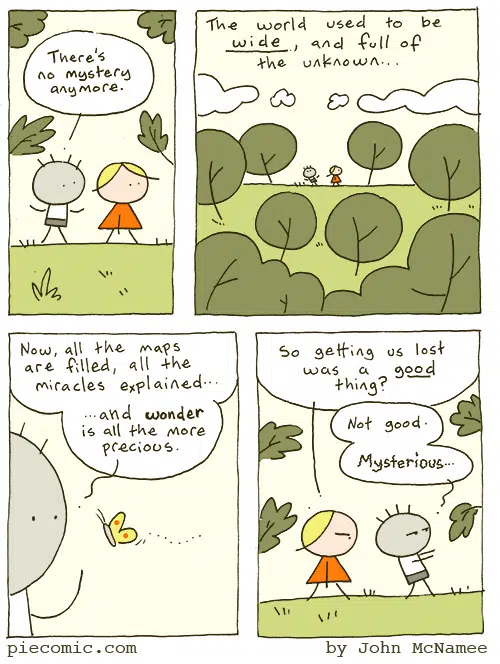 There's
no mystery
anymore.
The world used to be
wide, and full of
the unknown...
Now, all the maps
are filled, all the
miracles explained...
...and wonder
is all the more
precious.
So getting us lost
was a good
thing?
Not good.
Mysterious...
piecomic.com
by John McNamee